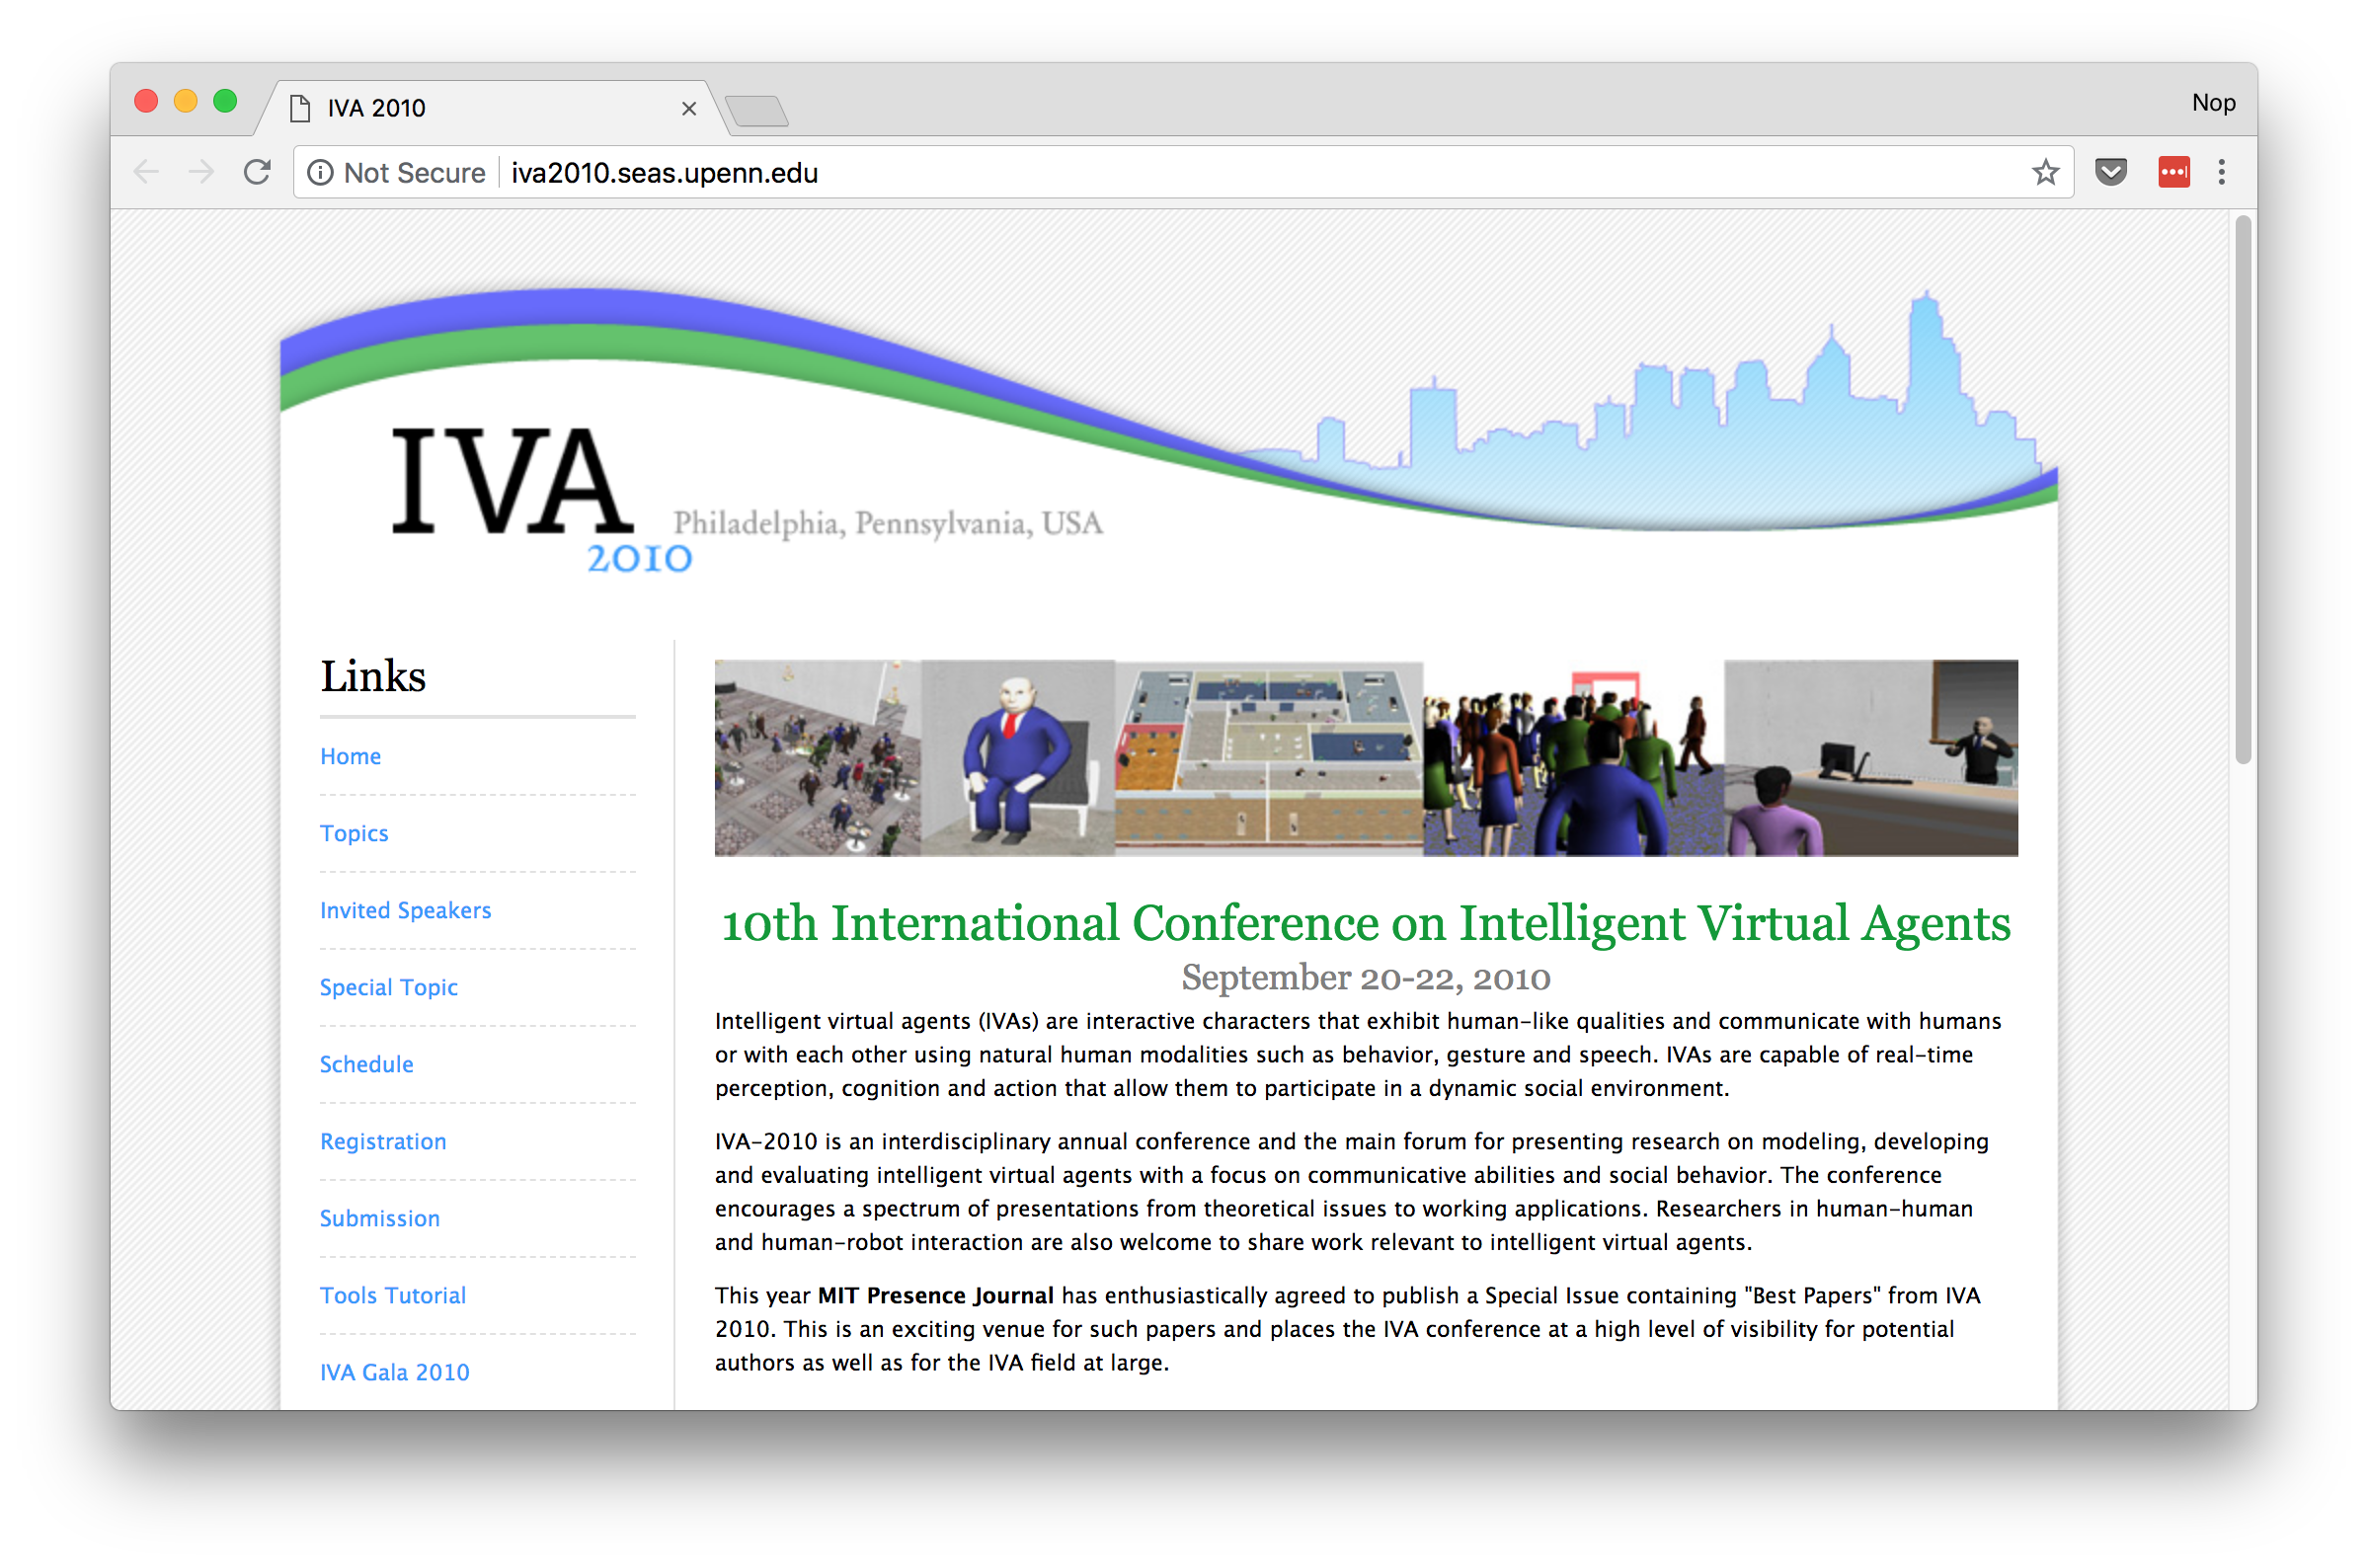 IVA 2010
Nop
Not Secure iva2010.seas.upenn.edu
IVA
Philadelphia, Pennsylvania, USA
2010
Links
Home
Topics
Invited Speakers
Special Topic
Schedule
Registration
Submission
Tools Tutorial
IVA Gala 2010
10th International Conference on Intelligent Virtual Agents
September 20-22, 2010
Intelligent virtual agents (IVAs) are interactive characters that exhibit human-like qualities and communicate with humans
or with each other using natural human modalities such as behavior, gesture and speech. IVAs are capable of real-time
perception, cognition and action that allow them to participate in a dynamic social environment.
IVA-2010 is an interdisciplinary annual conference and the main forum for presenting research on modeling, developing
and evaluating intelligent virtual agents with a focus on communicative abilities and social behavior. The conference
encourages a spectrum of presentations from theoretical issues to working applications. Researchers in human-human
and human-robot interaction are also welcome to share work relevant to intelligent virtual agents.
This year MIT Presence Journal has enthusiastically agreed to publish a Special Issue containing "Best Papers" from IVA
2010. This is an exciting venue for such papers and places the IVA conference at a high level of visibility for potential
authors as well as for the IVA field at large.